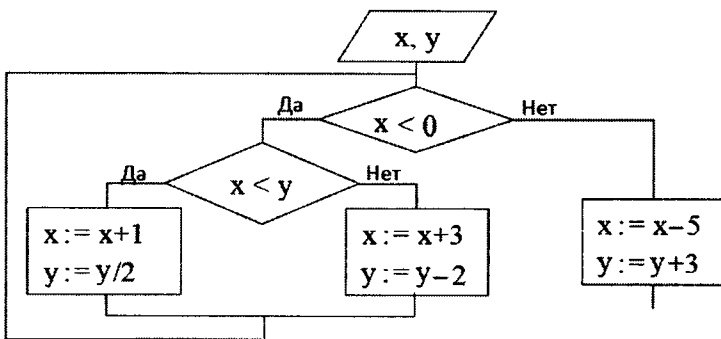 x, y
Да
x < 0
Нет
Да
x < y
Нет
x := x+1
y := y/2
x := x+3
y := y−2
x := x−5
y := y+3